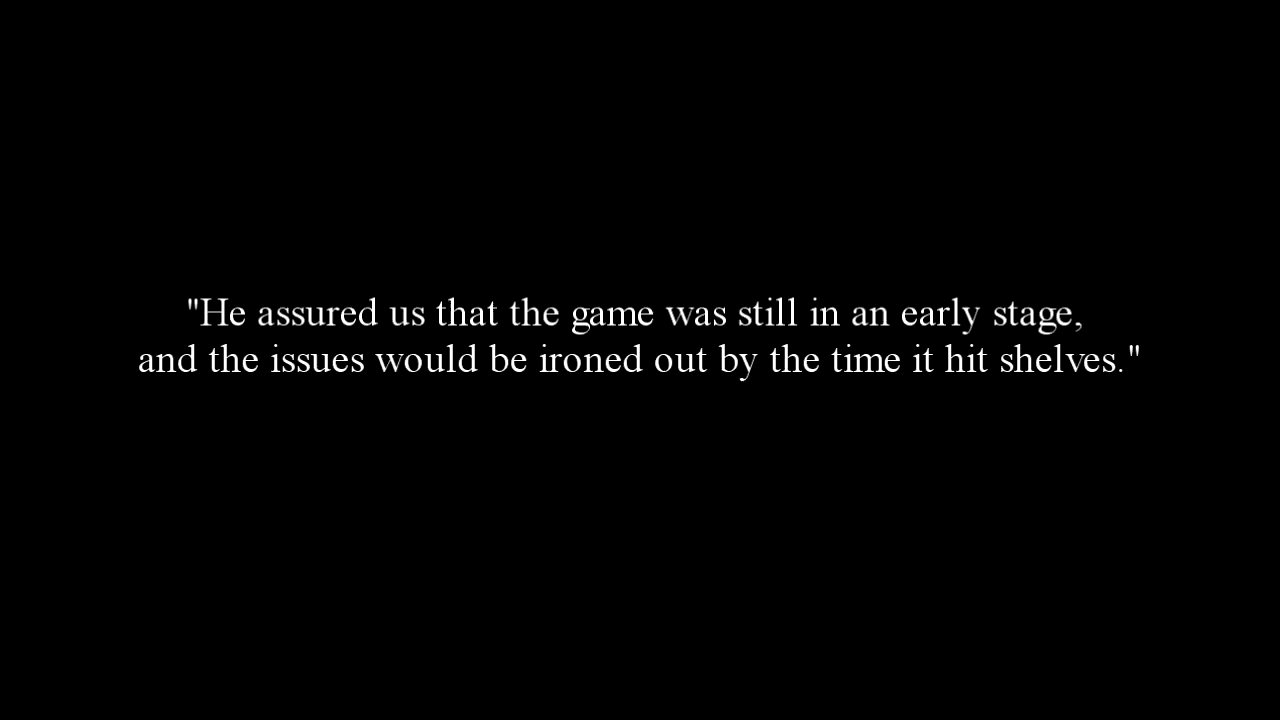 "He assured us that the game was still in an early stage,
and the issues would be ironed out by the time it hit shelves."